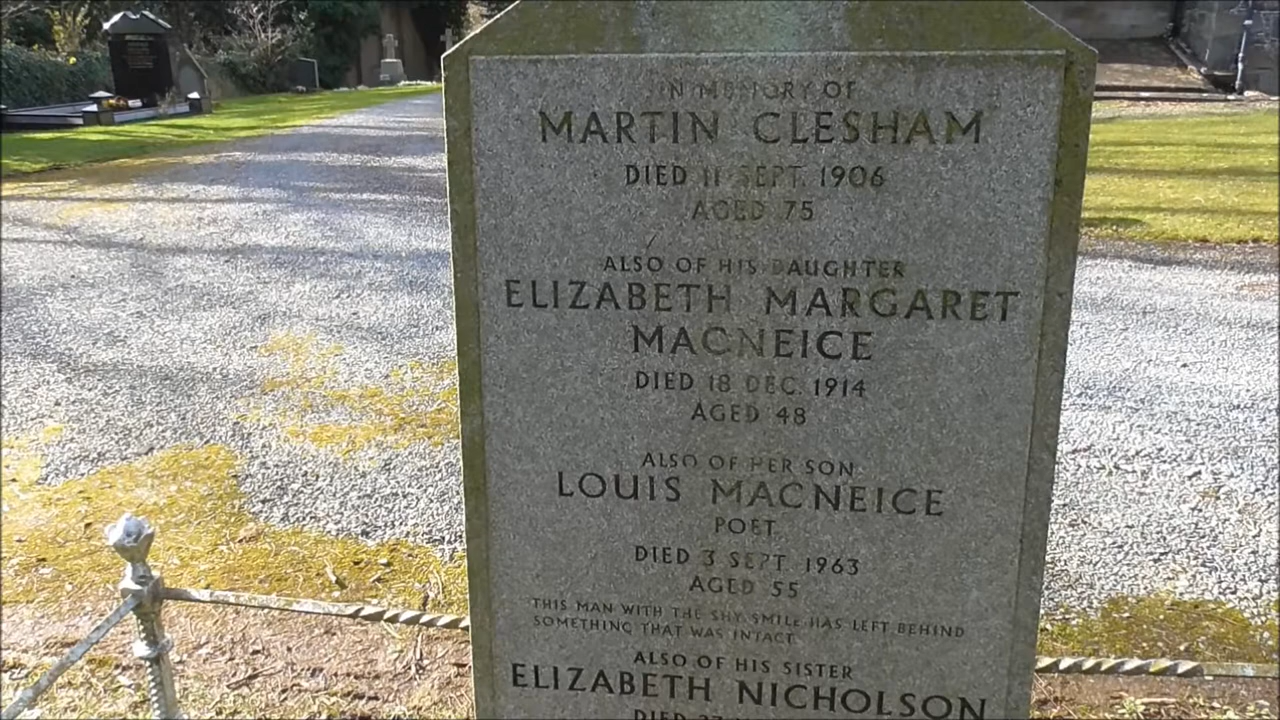 IN MEMORY OF
MARTIN CLESHAM
DIED 11 SEPT. 1906
AGED 75
ALSO OF HIS DAUGHTER
ELIZABETH MARGARET
MACNEICE
DIED 18 DEC. 1914
AGED 48
ALSO OF HER SON
LOUIS MACNEICE
POET
DIED 3 SEPT. 1963
AGED 55
THIS MAN WITH THE SHY SMILE HAS LEFT BEHIND
SOMETHING THAT WAS INTACT
ALSO OF HIS SISTER
ELIZABETH NICHOLSON
DIED